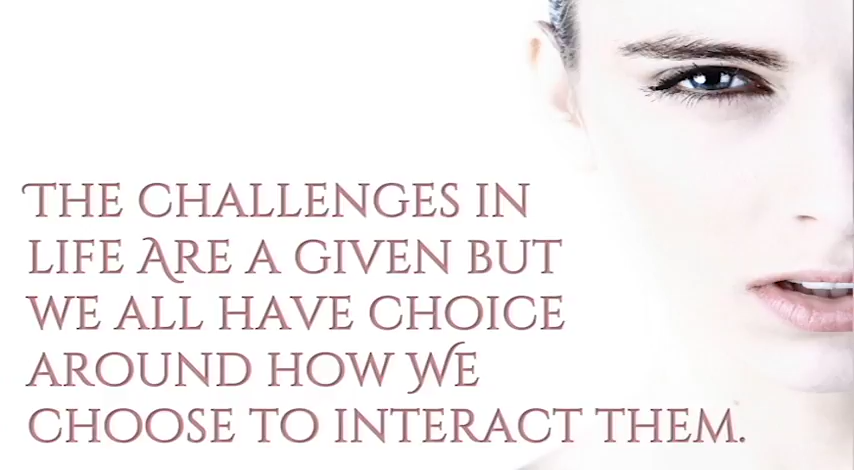 The challenges in
life Are a given but
we all have choice
around how We
choose to interact them.